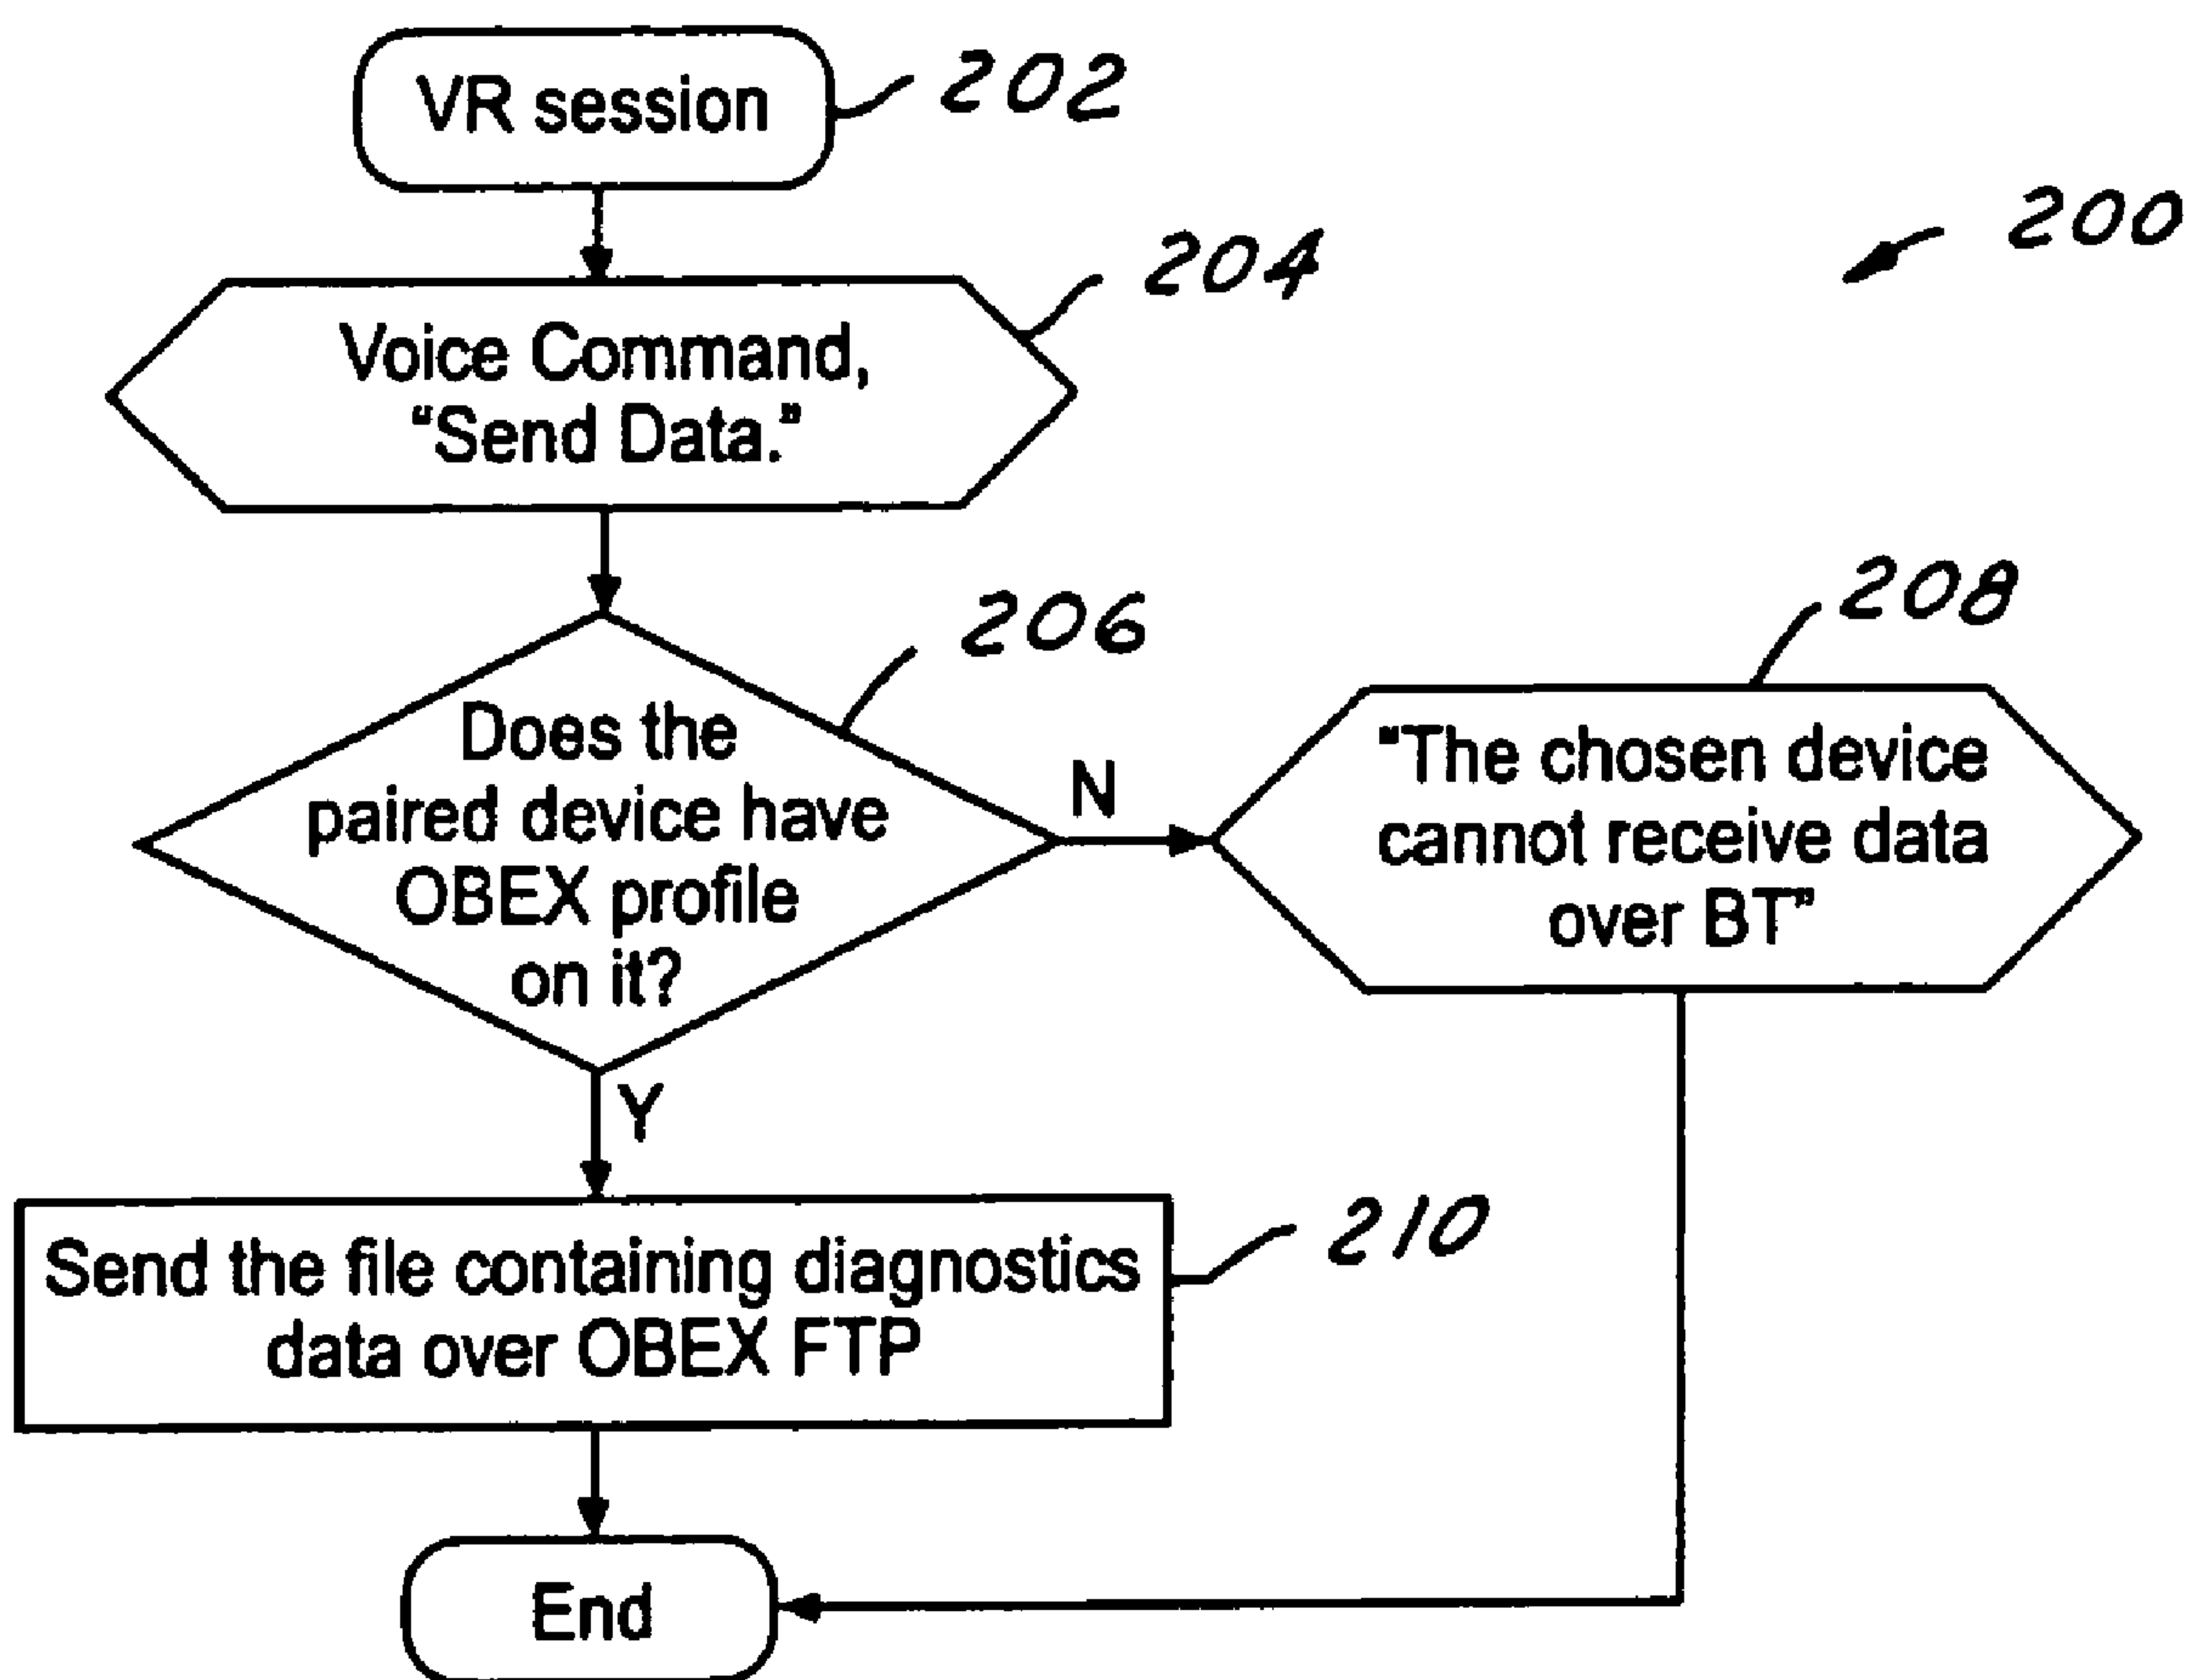 VR session
202
200
Voice Command,
"Send Data."
204
Does the
paired device have
OBEX profile
on it?
206
N
"The chosen device
cannot receive data
over BT"
208
Y
Send the file containing diagnostics
data over OBEX FTP
210
End